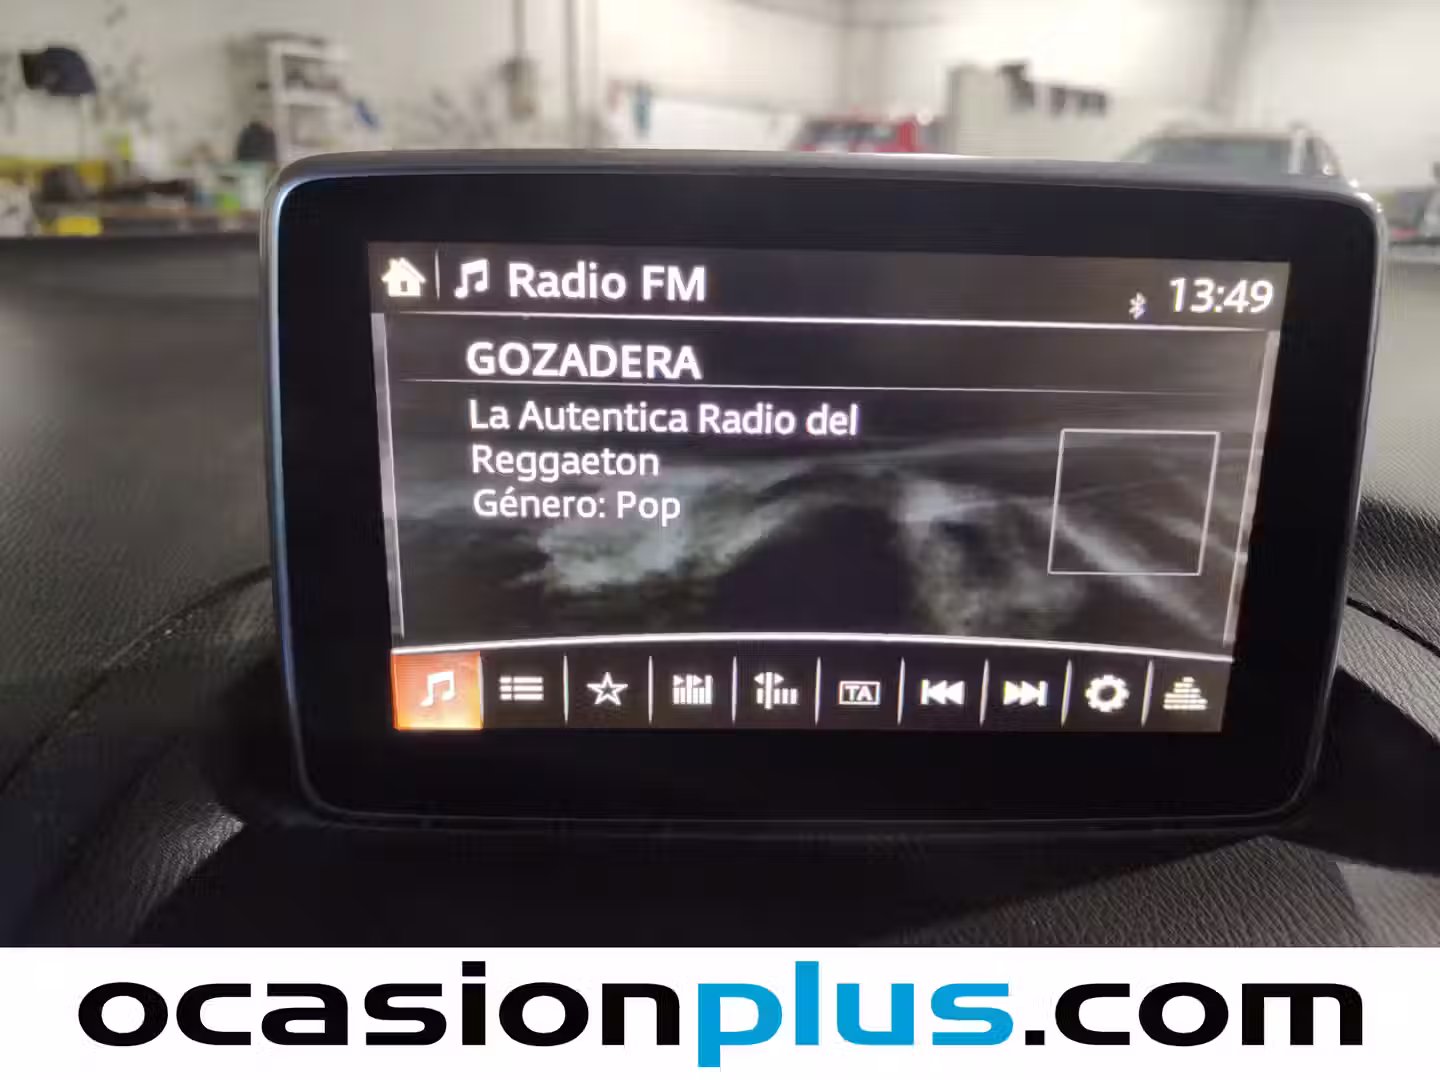 Radio FM
13:49
GOZADERA
La Autentica Radio del
Reggaeton
Género: Pop
TA
ocasionplus.com